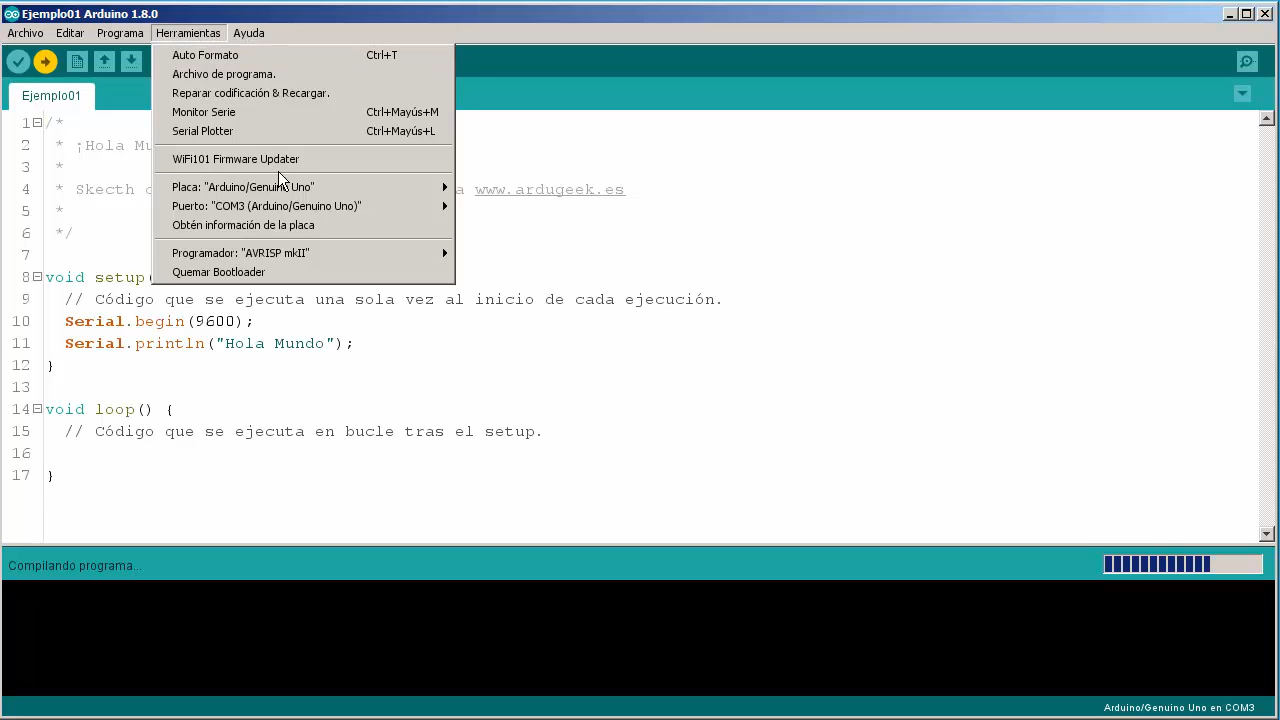 Ejemplo01 Arduino 1.8.0
Archivo Editar Programa Herramientas Ayuda
Auto Formato Ctrl+T
Archivo de programa.
Reparar codificación & Recargar.
Monitor Serie Ctrl+Mayús+M
Serial Plotter Ctrl+Mayús+L
WiFi101 Firmware Updater
Placa: "Arduino/Genuino Uno"
Puerto: "COM3 (Arduino/Genuino Uno)"
Obtén información de la placa
Programador: "AVRISP mkII"
Quemar Bootloader
Ejemplo01
1 /*
2 * ¡Hola
3 *
4 * Skecth www.ardugeek.es
5 *
6 */
7
8 void setup
9 // Código que se ejecuta una sola vez al inicio de cada ejecución.
10 Serial.begin(9600);
11 Serial.println("Hola Mundo");
12 }
13
14 void loop() {
15 // Código que se ejecuta en bucle tras el setup.
16
17 }
Compilando programa...
Arduino/Genuino Uno en COM3